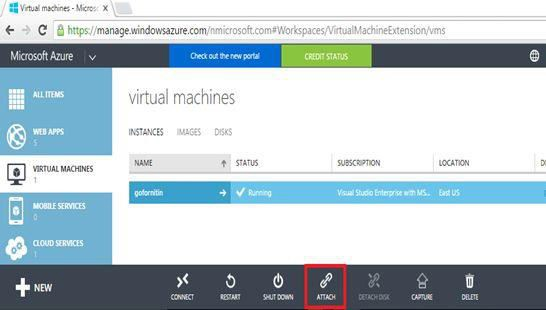 Virtual machines - Micros
https://manage.windowsazure.com/nmicrosoft.com#Workspaces/VirtualMachineExtension/vms
Microsoft Azure
Check out the new portal
CREDIT STATUS
ALL ITEMS
WEB APPS
5
VIRTUAL MACHINES
1
MOBILE SERVICES
0
CLOUD SERVICES
1
virtual machines
INSTANCES IMAGES DISKS
NAME STATUS SUBSCRIPTION LOCATION
gofornitin Running Visual Studio Enterprise with MS... East US
NEW
CONNECT RESTART SHUT DOWN ATTACH DETACH DISK CAPTURE DELETE